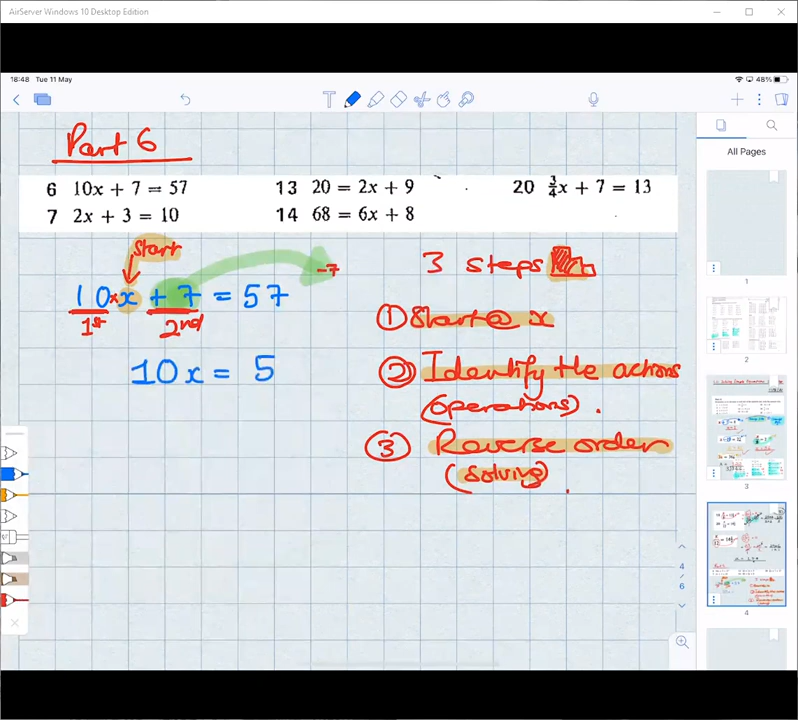 AirServer Windows 10 Desktop Edition
18:48 Tue 11 May
48%
T
Part 6
All Pages
6 10x + 7 = 57
13 20 = 2x + 9
20 ¾x + 7 = 13
7 2x + 3 = 10
14 68 = 6x + 8
Start
-7
3 steps
10 × x + 7 = 57
1st 2nd
① Start @ x
10x = 5
② Identify the actions
(operations).
③ Reverse order
(solving)
1
2
3
4
/
6
4